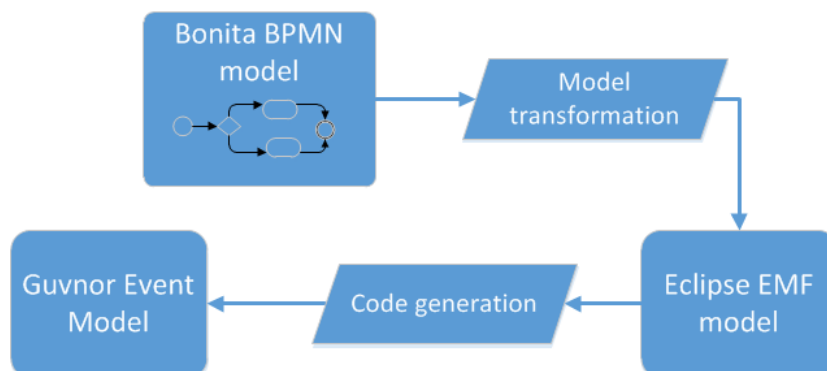 Bonita BPMN
model
Model
transformation
Guvnor Event
Model
Code generation
Eclipse EMF
model